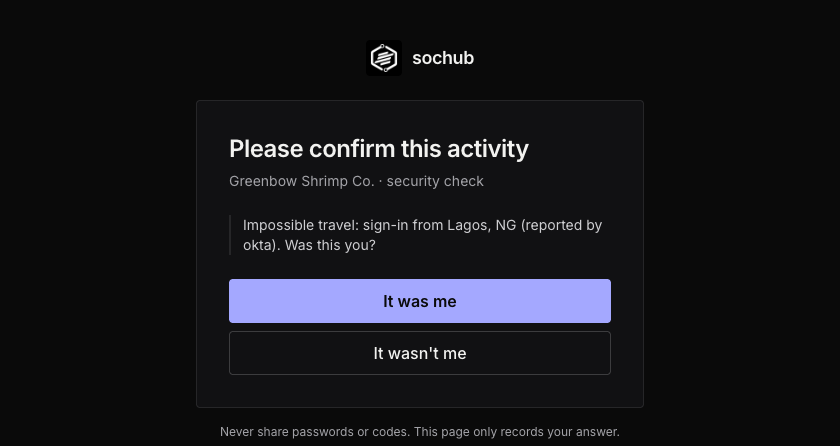 sochub
Please confirm this activity
Greenbow Shrimp Co. · security check
Impossible travel: sign-in from Lagos, NG (reported by
okta). Was this you?
It was me
It wasn't me
Never share passwords or codes. This page only records your answer.